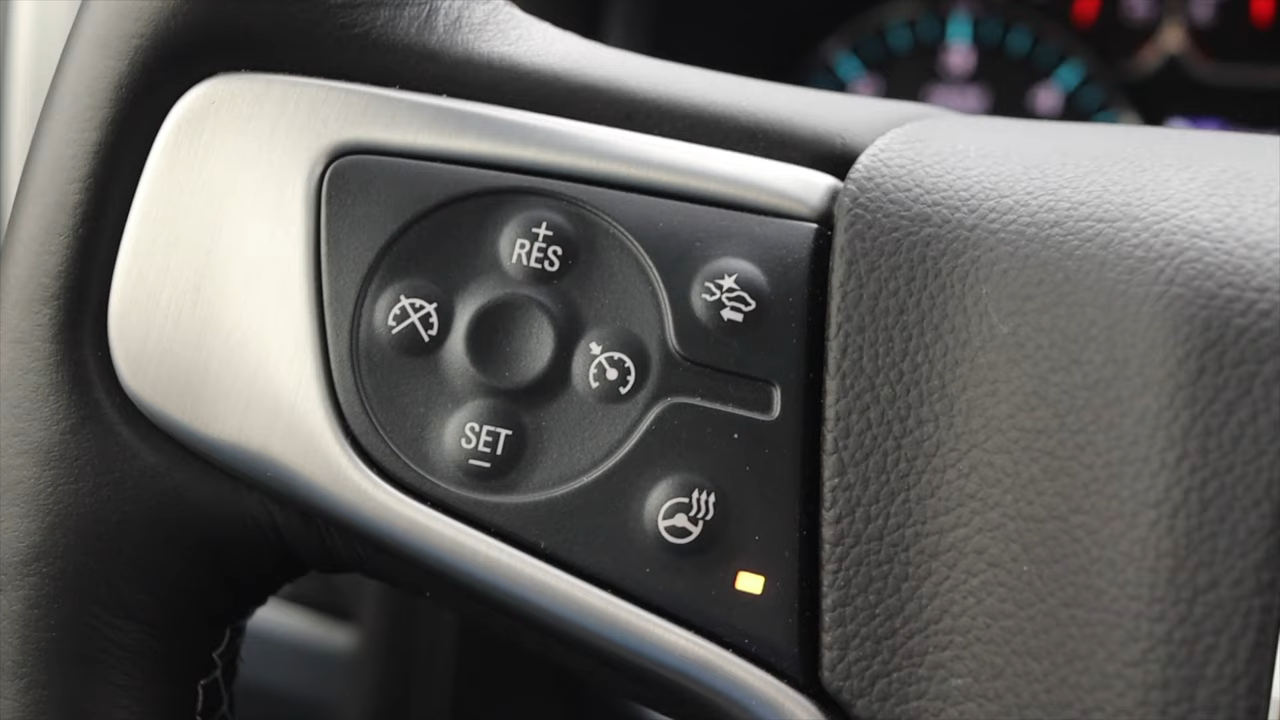 +
RES
SET
–